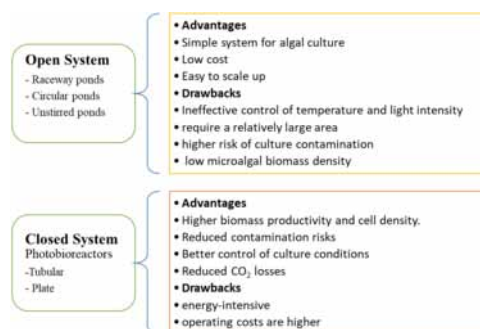 Open System
- Raceway ponds
- Circular ponds
- Unstirred ponds
• Advantages
• Simple system for algal culture
• Low cost
• Easy to scale up
• Drawbacks
• Ineffective control of temperature and light intensity
• require a relatively large area
• higher risk of culture contamination
• low microalgal biomass density
Closed System
Photobioreactors
-Tubular
- Plate
• Advantages
• Higher biomass productivity and cell density.
• Reduced contamination risks
• Better control of culture conditions
• Reduced CO₂ losses
• Drawbacks
• energy-intensive
• operating costs are higher